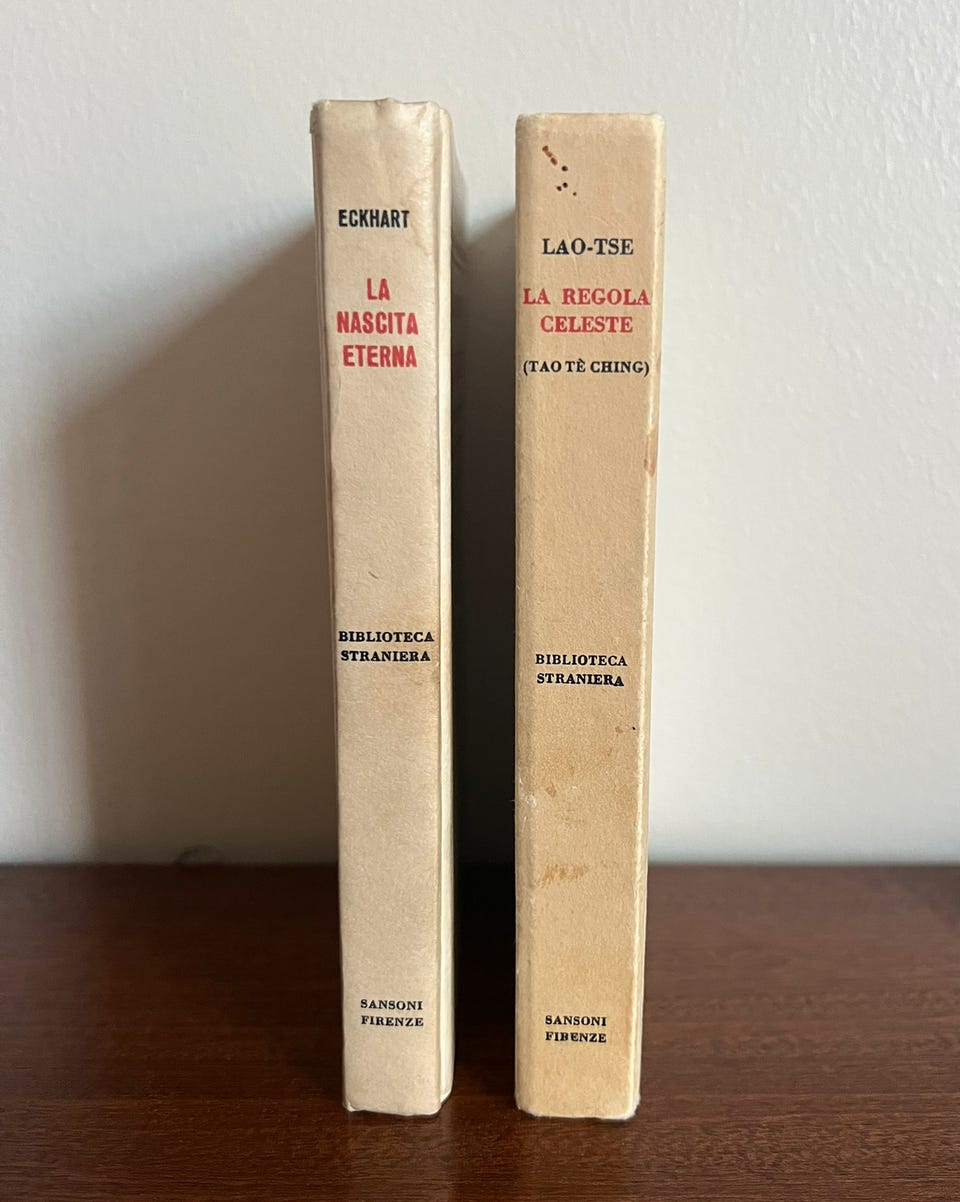 ECKHART
LA
NASCITA
ETERNA
BIBLIOTECA
STRANIERA
SANSONI
FIRENZE
LAO-TSE
LA REGOLA
CELESTE
(TAO TÊ CHING)
BIBLIOTECA
STRANIERA
SANSONI
FIRENZE